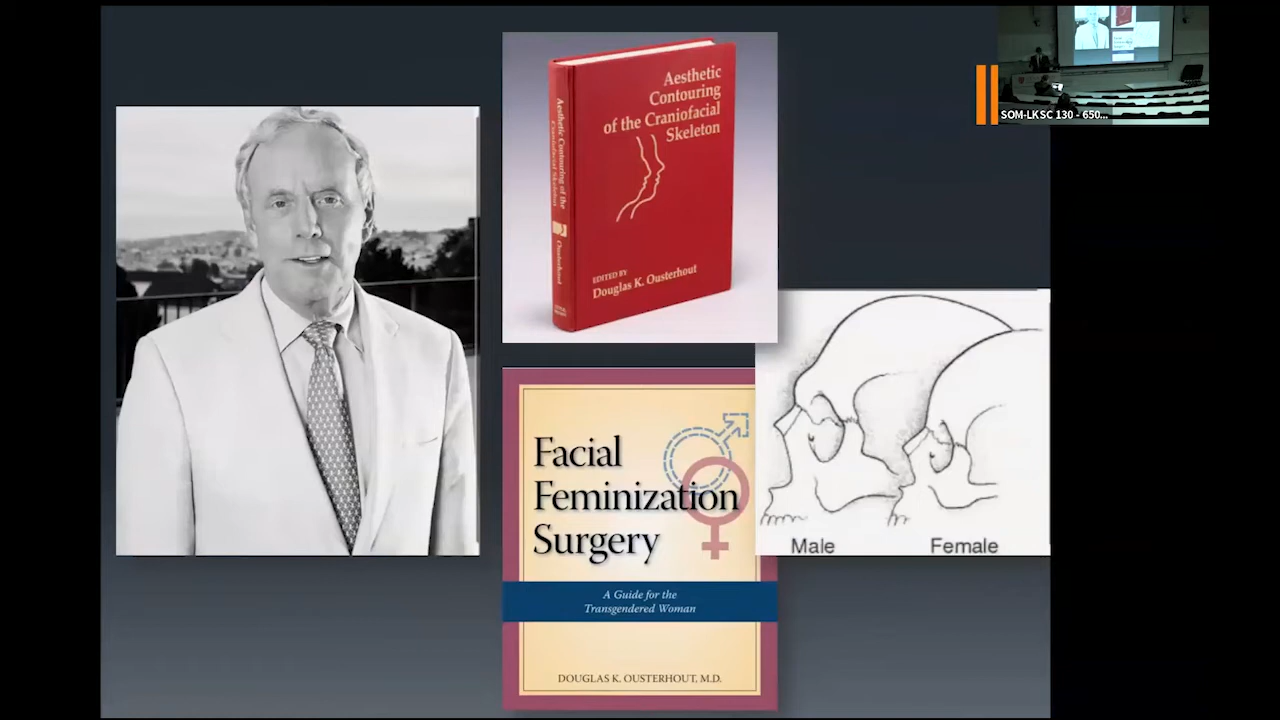 Aesthetic
Contouring
of the Craniofacial
Skeleton
EDITED BY
Douglas K. Ousterhout
Aesthetic Contouring of the
Craniofacial Skeleton
Ousterhout
SOM-LKSC 130 - 650...
Facial
Feminization
Surgery
A Guide for the
Transgendered Woman
DOUGLAS K. OUSTERHOUT, M.D.
Male
Female